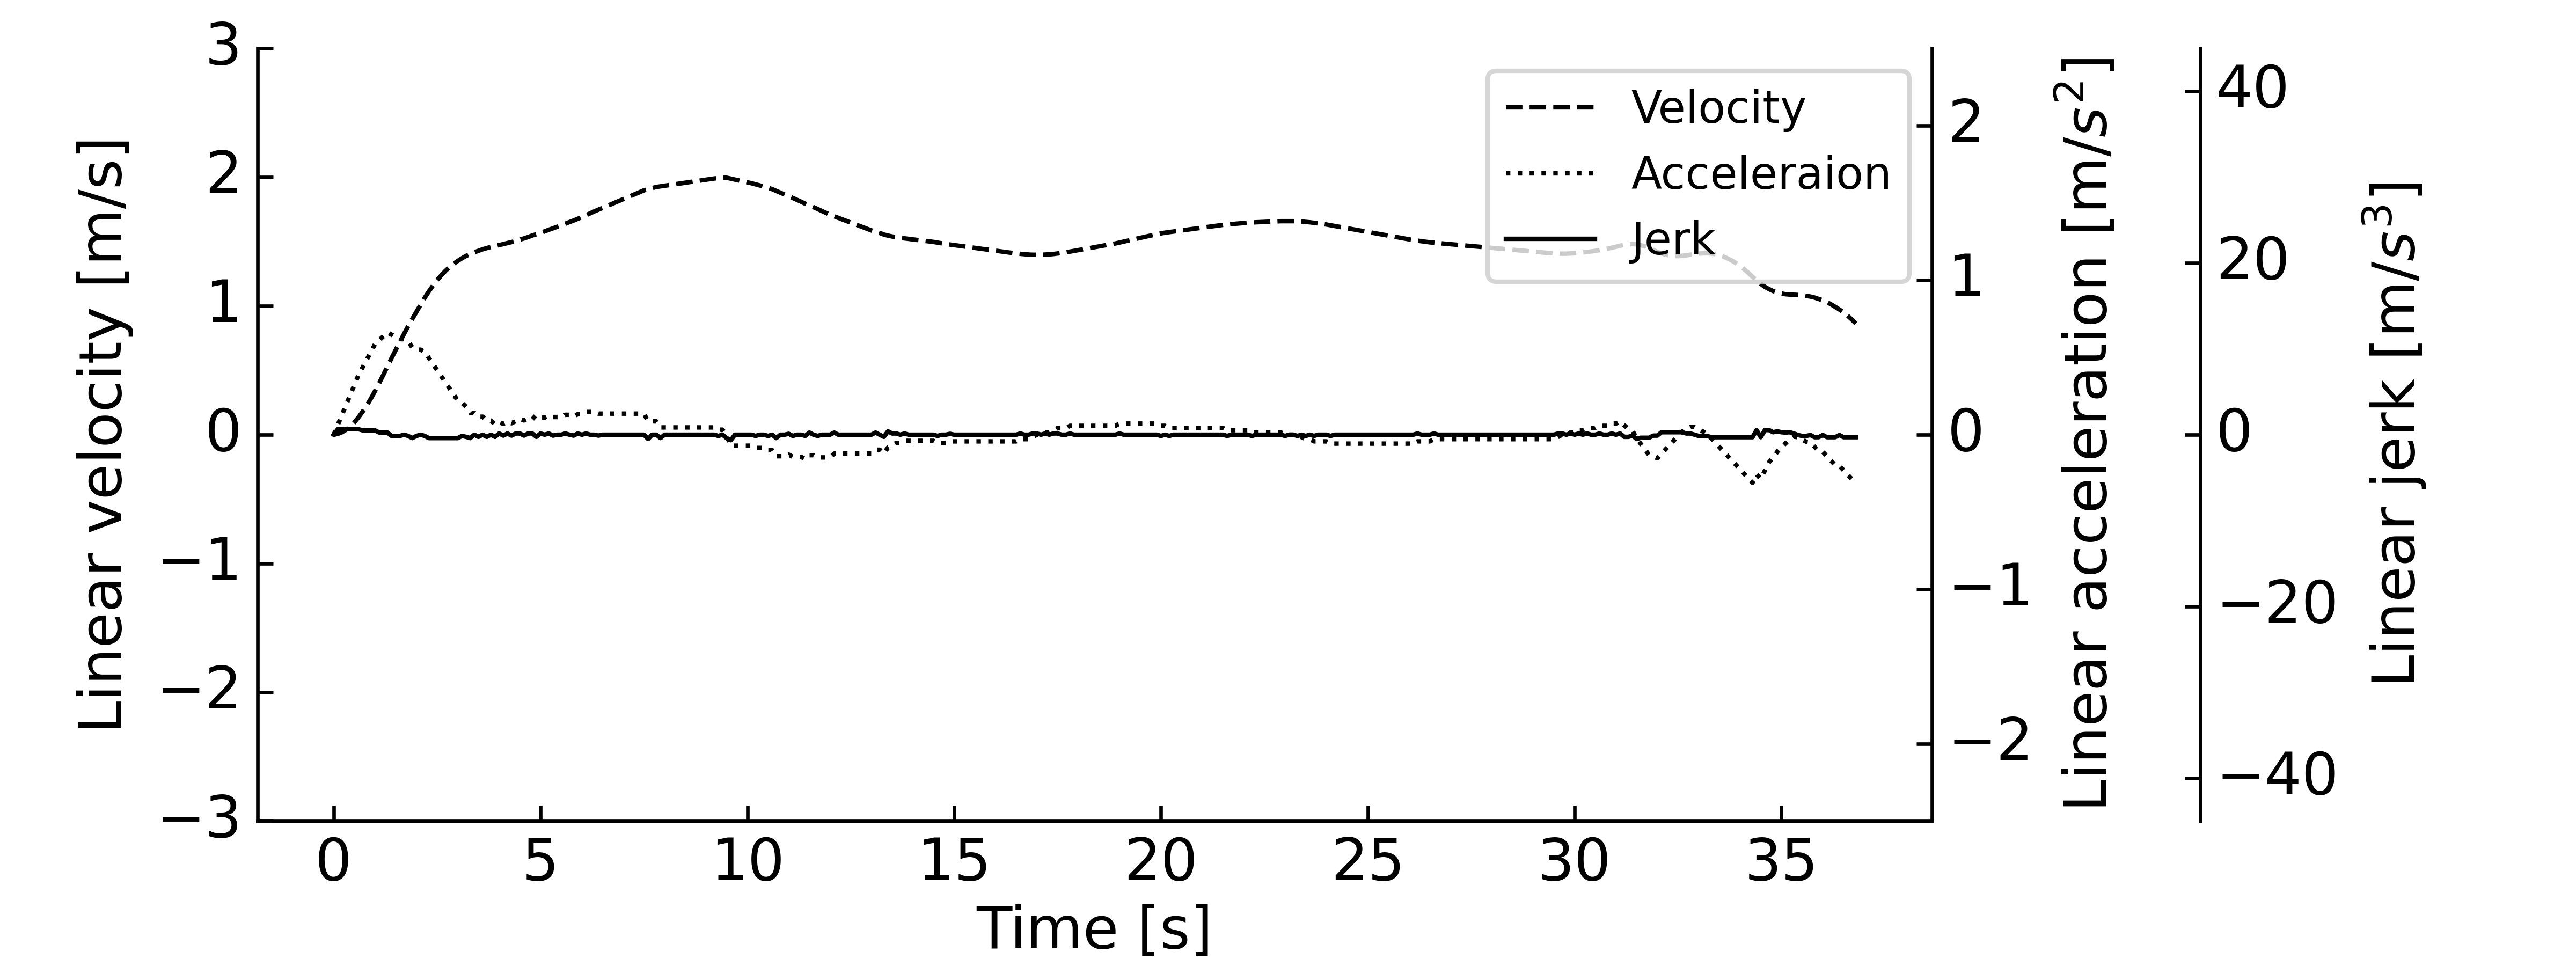 Linear velocity [m/s]
3
2
1
0
−1
−2
−3
0 5 10 15 20 25 30 35
Time [s]
Velocity
Acceleraion
Jerk
2
1
0
−1
−2
Linear acceleration [m/s²]
40
20
0
−20
−40
Linear jerk [m/s³]